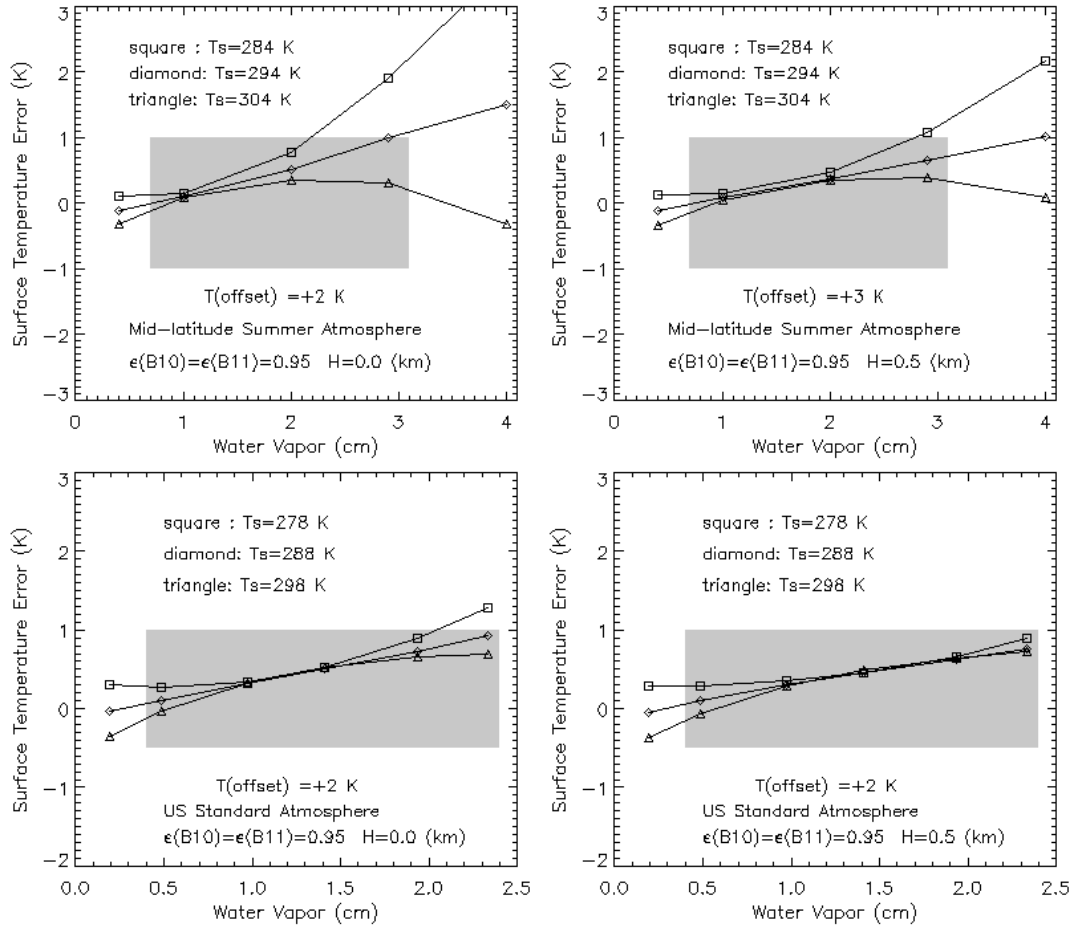 square : Ts=284 K
diamond: Ts=294 K
triangle: Ts=304 K
T(offset) =+2 K
Mid-latitude Summer Atmosphere
ϵ(B10)=ϵ(B11)=0.95 H=0.0 (km)
Surface Temperature Error (K)
3
2
1
0
-1
-2
-3
0
1
2
3
4
Water Vapor (cm)
square : Ts=284 K
diamond: Ts=294 K
triangle: Ts=304 K
T(offset) =+3 K
Mid-latitude Summer Atmosphere
ϵ(B10)=ϵ(B11)=0.95 H=0.5 (km)
Surface Temperature Error (K)
3
2
1
0
-1
-2
-3
0
1
2
3
4
Water Vapor (cm)
square : Ts=278 K
diamond: Ts=288 K
triangle: Ts=298 K
T(offset) =+2 K
US Standard Atmosphere
ϵ(B10)=ϵ(B11)=0.95 H=0.0 (km)
Surface Temperature Error (K)
3
2
1
0
-1
-2
0.0
0.5
1.0
1.5
2.0
2.5
Water Vapor (cm)
square : Ts=278 K
diamond: Ts=288 K
triangle: Ts=298 K
T(offset) =+2 K
US Standard Atmosphere
ϵ(B10)=ϵ(B11)=0.95 H=0.5 (km)
Surface Temperature Error (K)
3
2
1
0
-1
-2
0.0
0.5
1.0
1.5
2.0
2.5
Water Vapor (cm)